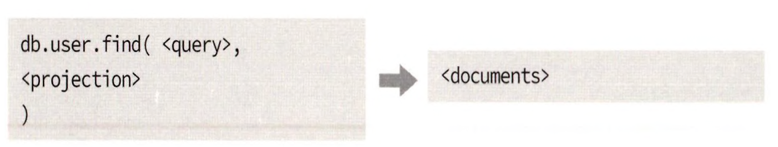 db.user.find( <query>,
<projection>
)
<documents>